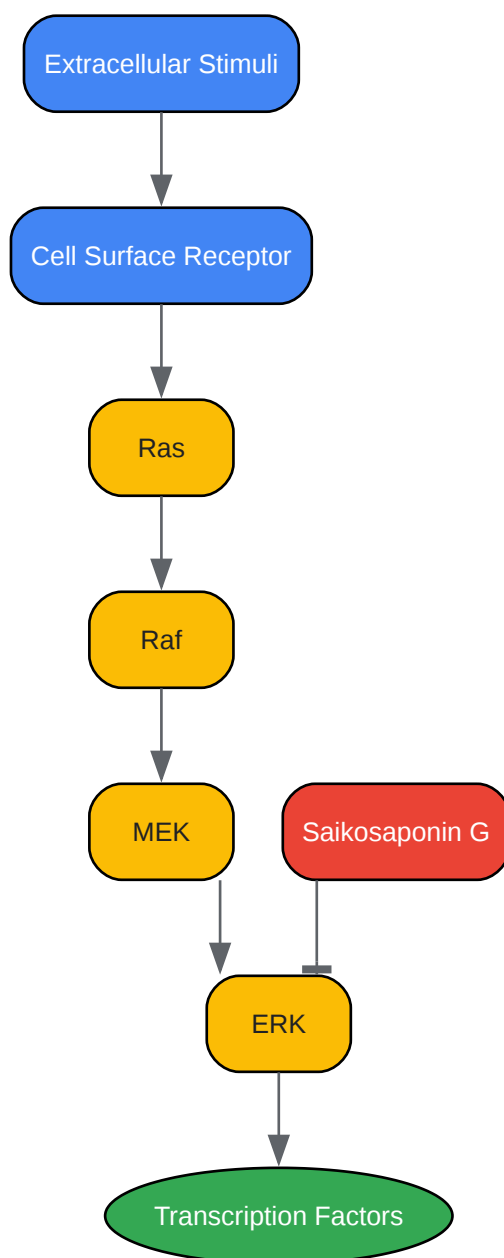 Extracellular Stimuli
Cell Surface Receptor
Ras
Raf
MEK
Saikosaponin G
ERK
Transcription Factors